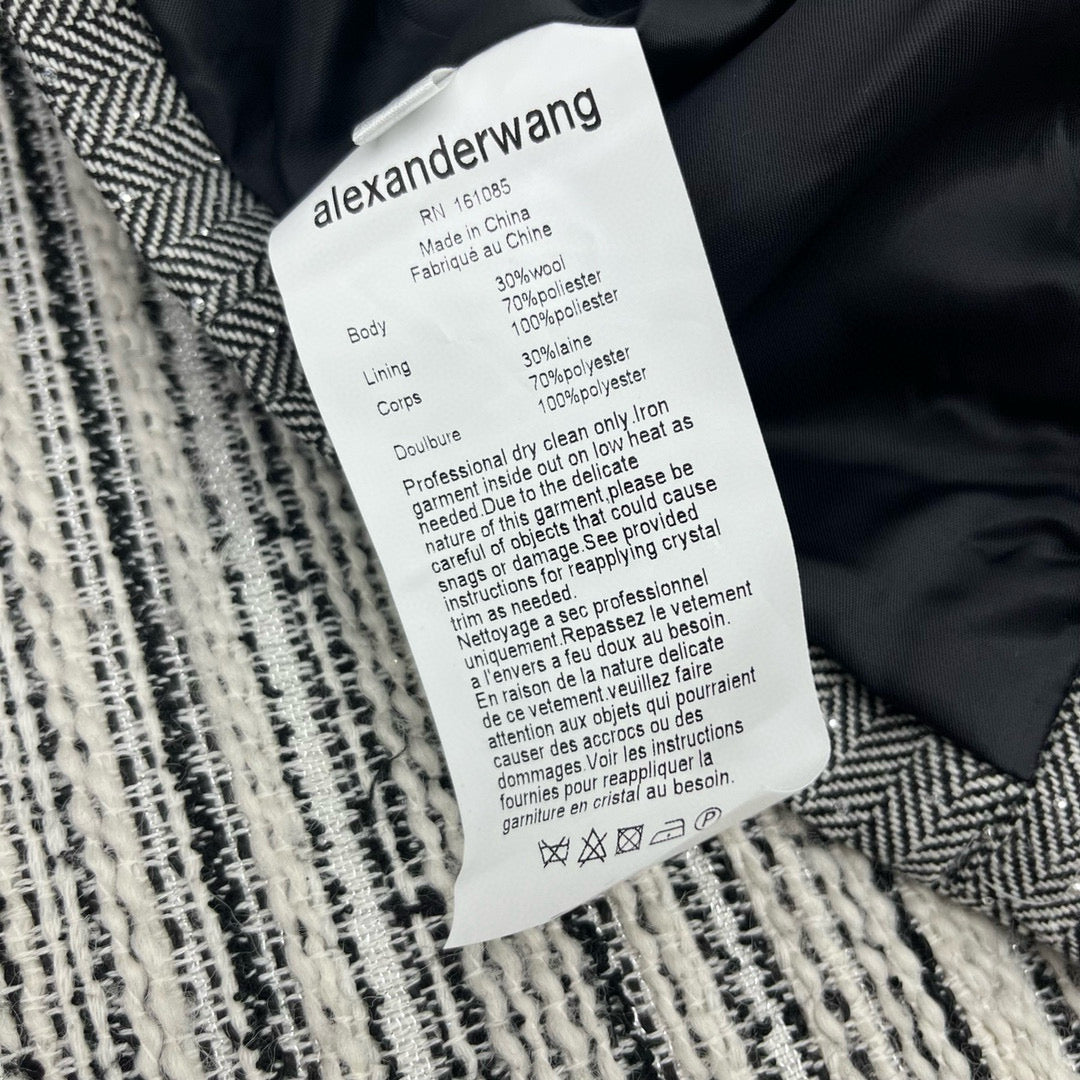 alexanderwang
RN 161085
Made in China
Fabriqué au Chine
30%wool
Body 70%poliester
100%poliester
Lining 30%laine
Corps 70%polyester
100%polyester
Doulbure
Professional dry clean only.Iron
garment inside out on low heat as
needed.Due to the delicate
nature of this garment,please be
careful of objects that could cause
snags or damage.See provided
instructions for reapplying crystal
trim as needed.
Nettoyage a sec professionnel
uniquement.Repassez le vetement
a l'envers a feu doux au besoin.
En raison de la nature delicate
de ce vetement.veuillez faire
attention aux objets qui pourraient
causer des accrocs ou des
dommages.Voir les instructions
fournies pour reappliquer la
garniture en cristal au besoin.
P